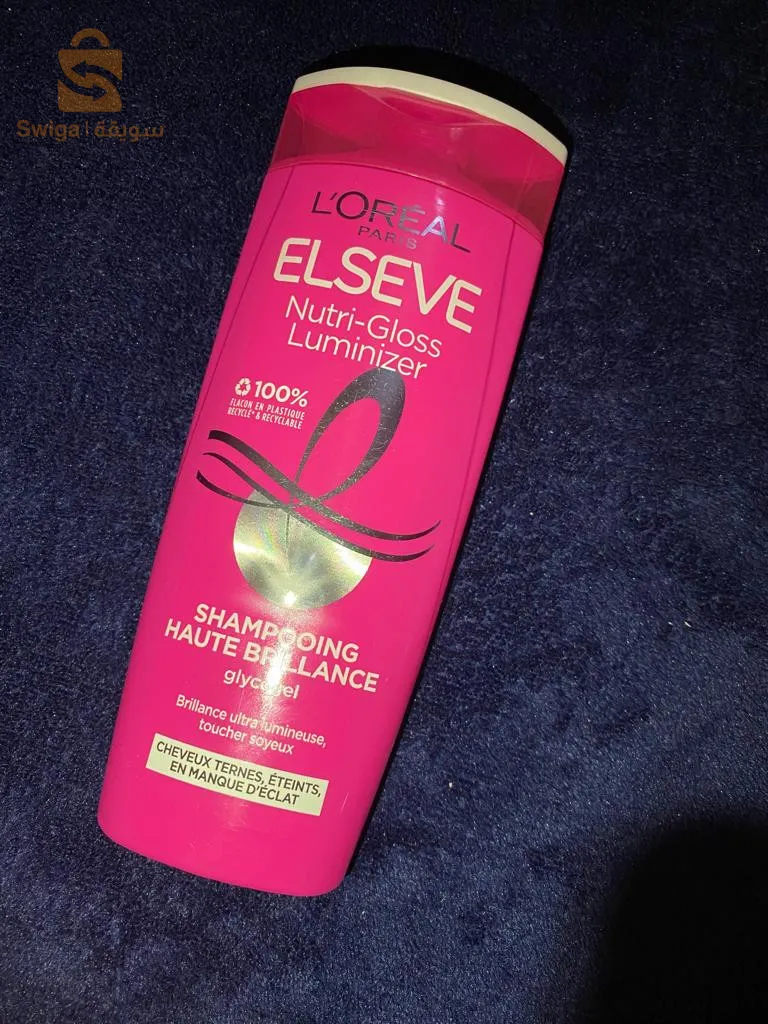 Swiga | سويقة
L'ORÉAL
PARIS
ELSEVE
Nutri-Gloss
Luminizer
100%
FLACON EN PLASTIQUE
RECYCLÉ* & RECYCLABLE
SHAMPOOING
HAUTE BRILLANCE
glycérel
Brillance ultra lumineuse,
toucher soyeux
CHEVEUX TERNES, ÉTEINTS,
EN MANQUE D'ÉCLAT